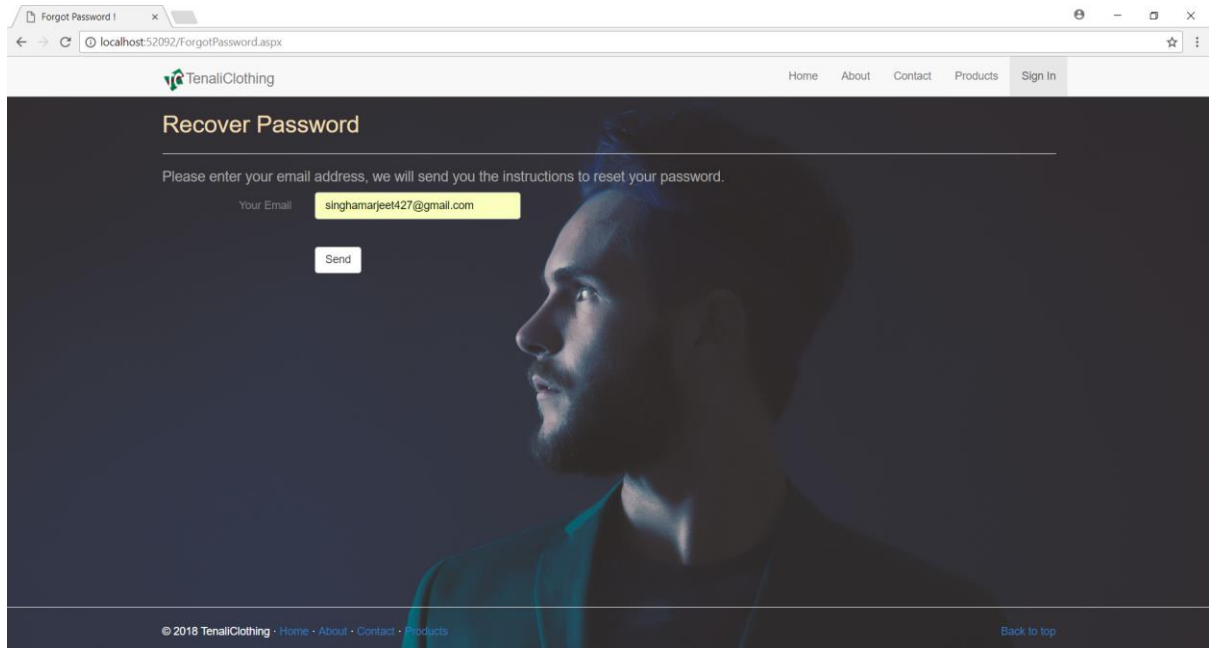 Forgot Password !
localhost:52092/ForgotPassword.aspx
TenaliClothing Home About Contact Products Sign In
Recover Password
Please enter your email address, we will send you the instructions to reset your password.
Your Email singhamarjeet427@gmail.com
Send
© 2018 TenaliClothing · Home · About · Contact · Products Back to top